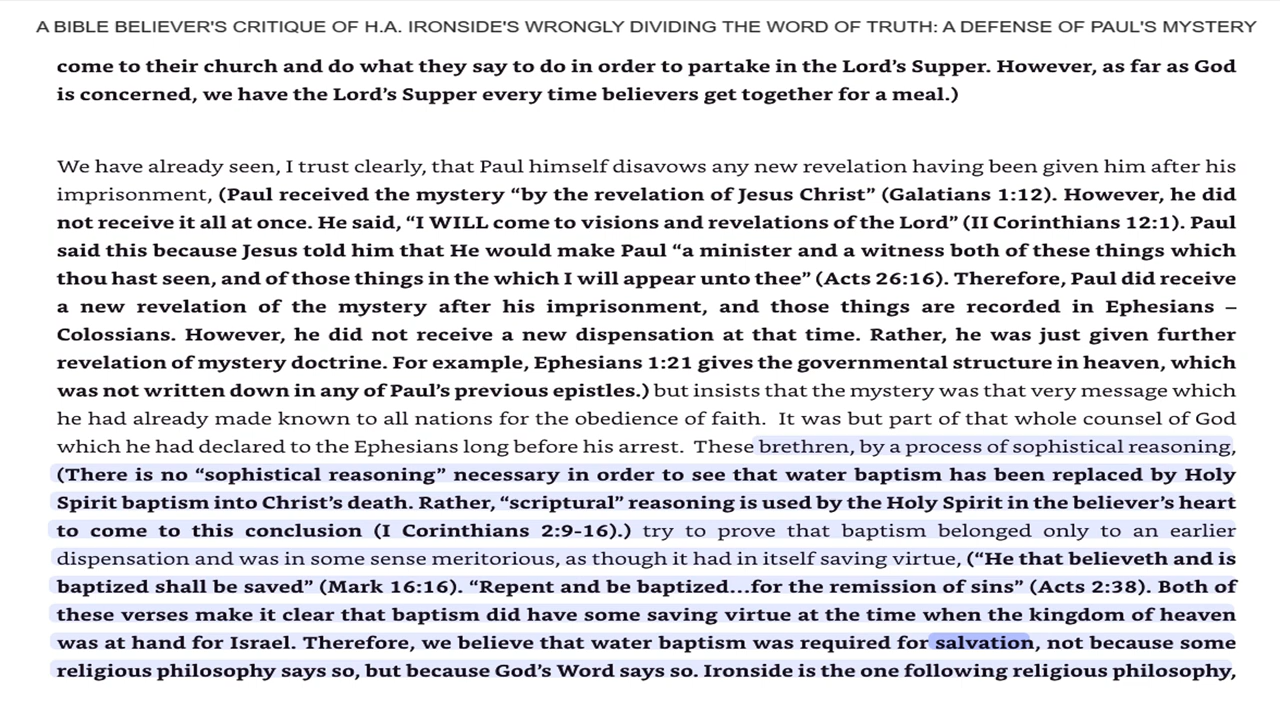 A BIBLE BELIEVER'S CRITIQUE OF H.A. IRONSIDE'S WRONGLY DIVIDING THE WORD OF TRUTH: A DEFENSE OF PAUL'S MYSTERY
come to their church and do what they say to do in order to partake in the Lord’s Supper. However, as far as God
is concerned, we have the Lord’s Supper every time believers get together for a meal.)
We have already seen, I trust clearly, that Paul himself disavows any new revelation having been given him after his
imprisonment, (Paul received the mystery “by the revelation of Jesus Christ” (Galatians 1:12). However, he did
not receive it all at once. He said, “I WILL come to visions and revelations of the Lord” (II Corinthians 12:1). Paul
said this because Jesus told him that He would make Paul “a minister and a witness both of these things which
thou hast seen, and of those things in the which I will appear unto thee” (Acts 26:16). Therefore, Paul did receive
a new revelation of the mystery after his imprisonment, and those things are recorded in Ephesians –
Colossians. However, he did not receive a new dispensation at that time. Rather, he was just given further
revelation of mystery doctrine. For example, Ephesians 1:21 gives the governmental structure in heaven, which
was not written down in any of Paul’s previous epistles.) but insists that the mystery was that very message which
he had already made known to all nations for the obedience of faith. It was but part of that whole counsel of God
which he had declared to the Ephesians long before his arrest. These brethren, by a process of sophistical reasoning,
(There is no “sophistical reasoning” necessary in order to see that water baptism has been replaced by Holy
Spirit baptism into Christ’s death. Rather, “scriptural” reasoning is used by the Holy Spirit in the believer’s heart
to come to this conclusion (I Corinthians 2:9-16).) try to prove that baptism belonged only to an earlier
dispensation and was in some sense meritorious, as though it had in itself saving virtue, (“He that believeth and is
baptized shall be saved” (Mark 16:16). “Repent and be baptized…for the remission of sins” (Acts 2:38). Both of
these verses make it clear that baptism did have some saving virtue at the time when the kingdom of heaven
was at hand for Israel. Therefore, we believe that water baptism was required for salvation, not because some
religious philosophy says so, but because God’s Word says so. Ironside is the one following religious philosophy,